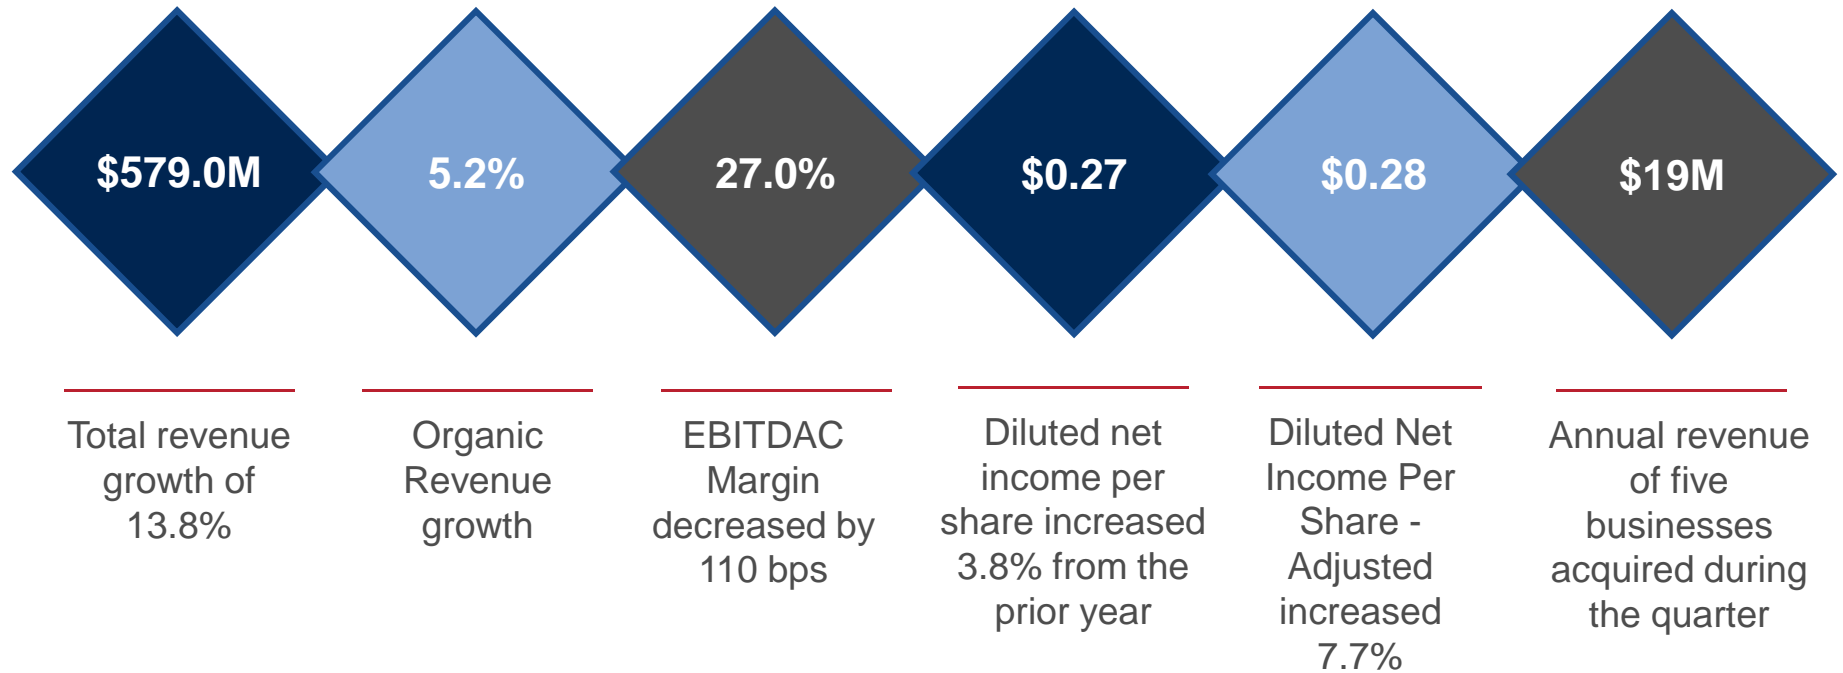 $579.0M
5.2%
27.0%
$0.27
$0.28
$19M
Total revenue
growth of
13.8%
Organic
Revenue
growth
EBITDAC
Margin
decreased by
110 bps
Diluted net
income per
share increased
3.8% from the
prior year
Diluted Net
Income Per
Share -
Adjusted
increased
7.7%
Annual revenue
of five
businesses
acquired during
the quarter